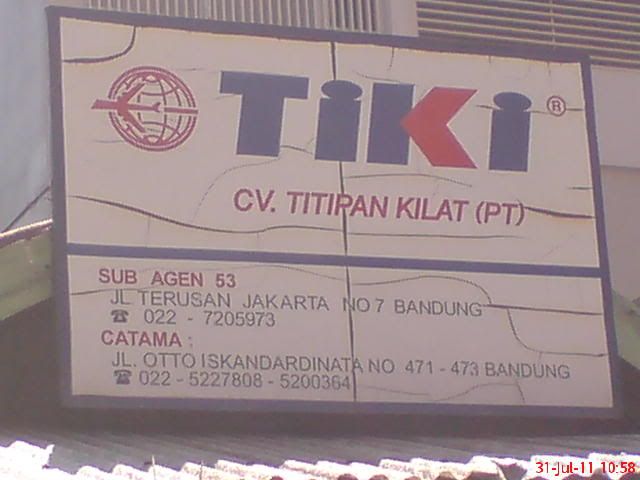 TiKi ®
CV. TITIPAN KILAT (PT)
SUB AGEN 53
JL TERUSAN JAKARTA NO 7 BANDUNG
☎ 022 - 7205973
CATAMA :
JL. OTTO ISKANDARDINATA NO 471 - 473 BANDUNG
☎ 022 - 5227808 - 5200364
31-Jul-11 10:58